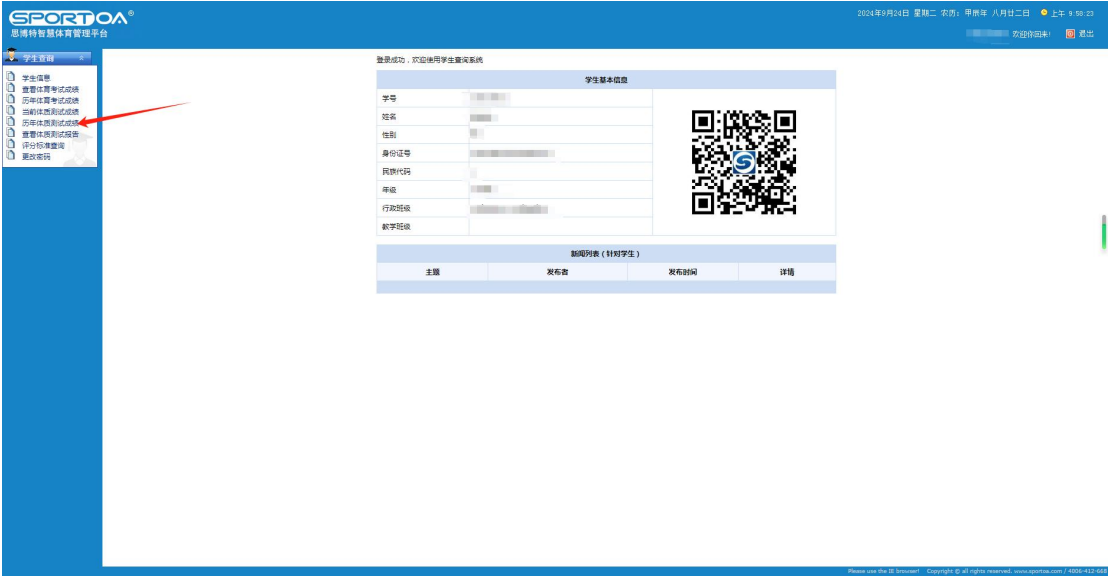 SPORTOA®
思博特智慧体育管理平台
2024年9月24日 星期二 农历：甲辰年 八月廿二日 上午 9:58:23
欢迎你回来! 退出
学生查询
学生信息
查看体育考试成绩
历年体育考试成绩
当前体质测试成绩
历年体质测试成绩
查看体质测试报告
评分标准查询
更改密码
登录成功，欢迎使用学生查询系统
学生基本信息
学号
姓名
性别
身份证号
民族代码
年级
行政班级
教学班级
新闻列表（针对学生）
主题 发布者 发布时间 详情
Please use the IE browser! Copyright © all rights reserved. www.sportoa.com / 4006-412-668